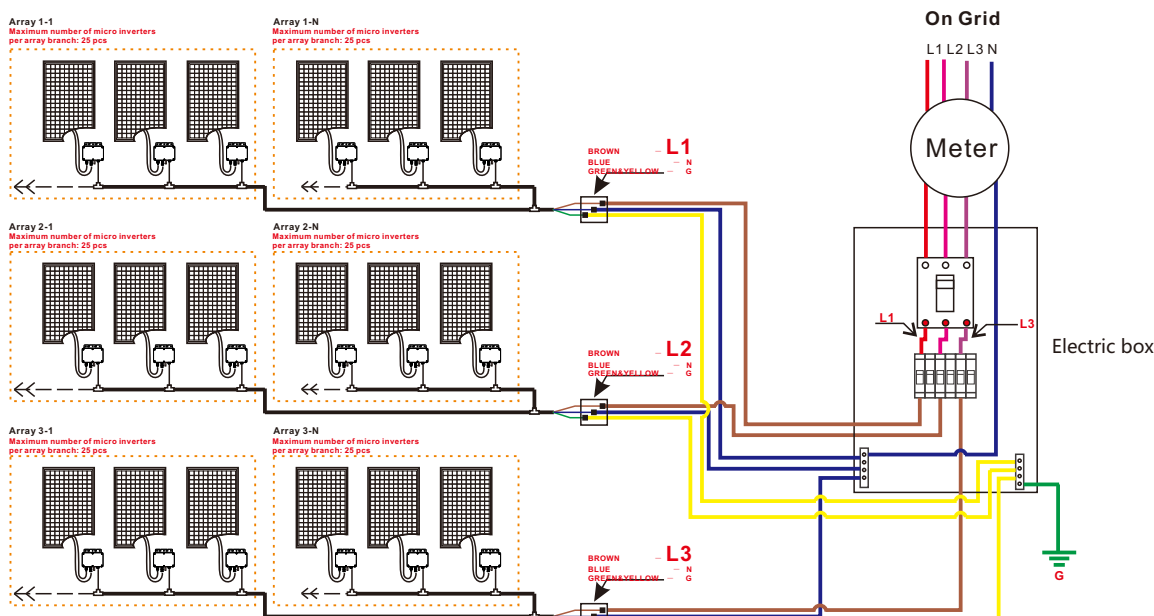 Array 1-1
Maximum number of micro inverters
per array branch: 25 pcs
Array 1-N
Maximum number of micro inverters
per array branch: 25 pcs
On Grid
L1 L2 L3 N
Meter
BROWN – L1
BLUE – N
GREEN&YELLOW – G
Array 2-1
Maximum number of micro inverters
per array branch: 25 pcs
Array 2-N
Maximum number of micro inverters
per array branch: 25 pcs
L1
L3
Electric box
BROWN – L2
BLUE – N
GREEN&YELLOW – G
Array 3-1
Maximum number of micro inverters
per array branch: 25 pcs
Array 3-N
Maximum number of micro inverters
per array branch: 25 pcs
BROWN – L3
BLUE – N
GREEN&YELLOW – G
G